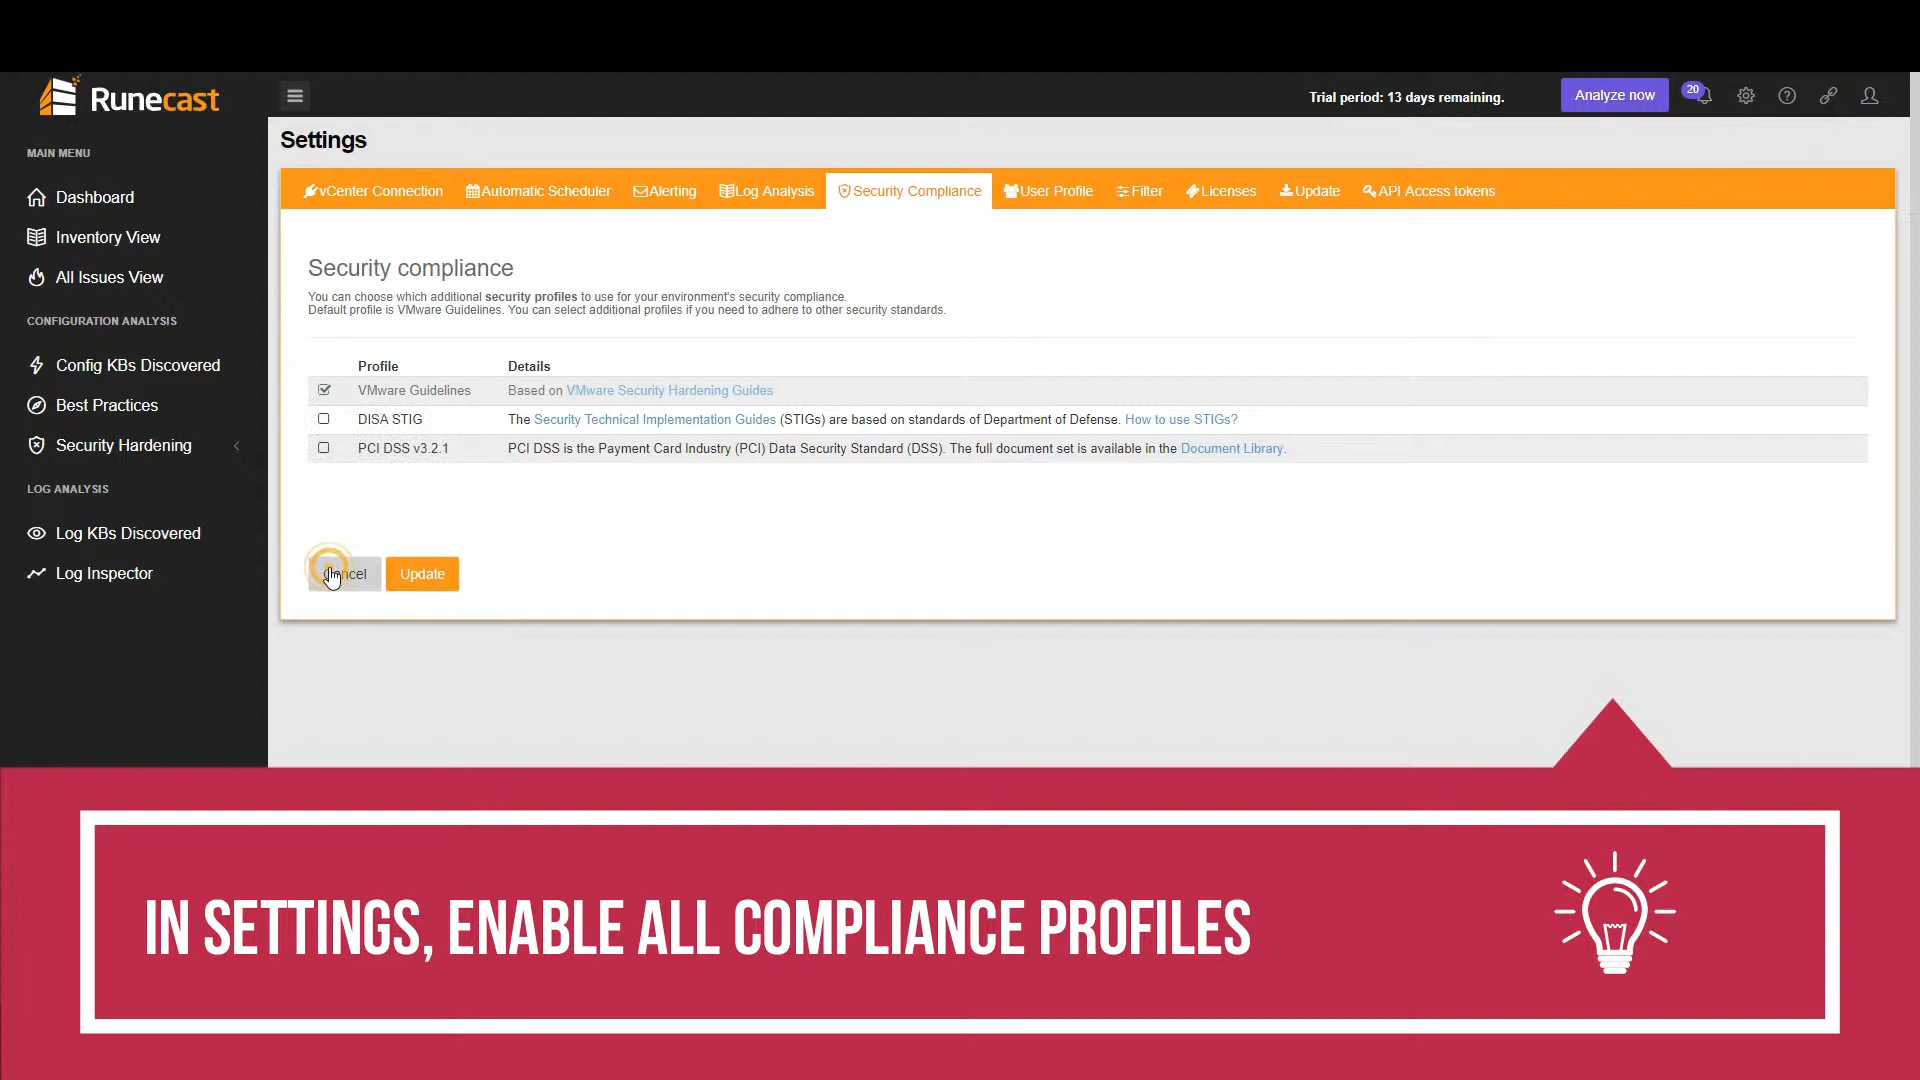 Runecast
Trial period: 13 days remaining.
Analyze now
20
MAIN MENU
Dashboard
Inventory View
All Issues View
CONFIGURATION ANALYSIS
Config KBs Discovered
Best Practices
Security Hardening
LOG ANALYSIS
Log KBs Discovered
Log Inspector
Settings
vCenter Connection Automatic Scheduler Alerting Log Analysis Security Compliance User Profile Filter Licenses Update API Access tokens
Security compliance
You can choose which additional security profiles to use for your environment's security compliance.
Default profile is VMware Guidelines. You can select additional profiles if you need to adhere to other security standards.
Profile Details
VMware Guidelines Based on VMware Security Hardening Guides
DISA STIG The Security Technical Implementation Guides (STIGs) are based on standards of Department of Defense. How to use STIGs?
PCI DSS v3.2.1 PCI DSS is the Payment Card Industry (PCI) Data Security Standard (DSS). The full document set is available in the Document Library.
Cancel Update
IN SETTINGS, ENABLE ALL COMPLIANCE PROFILES